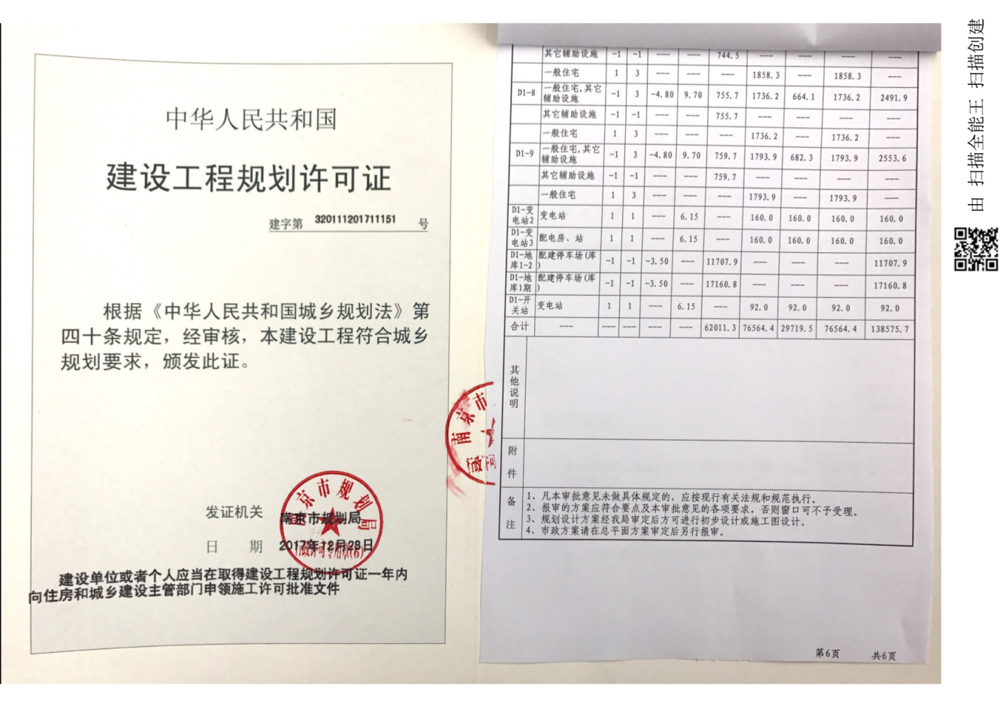 中华人民共和国
建设工程规划许可证
建字第 320111201711151 号
根据《中华人民共和国城乡规划法》第
四十条规定，经审核，本建设工程符合城乡
规划要求，颁发此证。
发证机关 南京市规划局
日 期 2017年12月28日
建设单位或者个人应当在取得建设工程规划许可证一年内
向住房和城乡建设主管部门申领施工许可批准文件
南京市规划局
行政许可专用章(6)
南京市
其它辅助设施 -1 -1 --- --- 744.5 --- --- --- ---
一般住宅 1 3 --- --- --- 1858.3 --- 1858.3 ---
D1-8 一般住宅,其它辅助设施 -1 3 -4.80 9.70 755.7 1736.2 664.1 1736.2 2491.9
其它辅助设施 -1 -1 --- --- 755.7 --- --- --- ---
一般住宅 1 3 --- --- --- 1736.2 --- 1736.2 ---
D1-9 一般住宅,其它辅助设施 -1 3 -4.80 9.70 759.7 1793.9 682.3 1793.9 2553.6
其它辅助设施 -1 -1 --- --- 759.7 --- --- --- ---
一般住宅 1 3 --- --- --- 1793.9 --- 1793.9 ---
D1-变电站2 变电站 1 1 --- 6.15 --- 160.0 160.0 160.0 160.0
D1-变电站3 配电房、站 1 1 --- 6.15 --- 160.0 160.0 160.0 160.0
D1-地库1-2 配建停车场(库) -1 -1 -3.50 --- 11707.9 --- --- --- 11707.9
D1-地库1期 配建停车场(库) -1 -1 -3.50 --- 17160.8 --- --- --- 17160.8
D1-开关站 变电站 1 1 --- 6.15 --- 92.0 92.0 92.0 92.0
合计 --- --- --- --- --- 62011.3 76564.4 29719.5 76564.4 138575.7
其他说明
附件
备注
1、凡本审批意见未做具体规定的，应按现行有关法规和规范执行。
2、报审的方案应符合要点及本审批意见的各项要求，否则窗口可不予受理。
3、规划设计方案经我局审定后方可进行初步设计或施工图设计。
4、市政方案请在总平面方案审定后另行报审。
第6页 共6页
由 扫描全能王 扫描创建